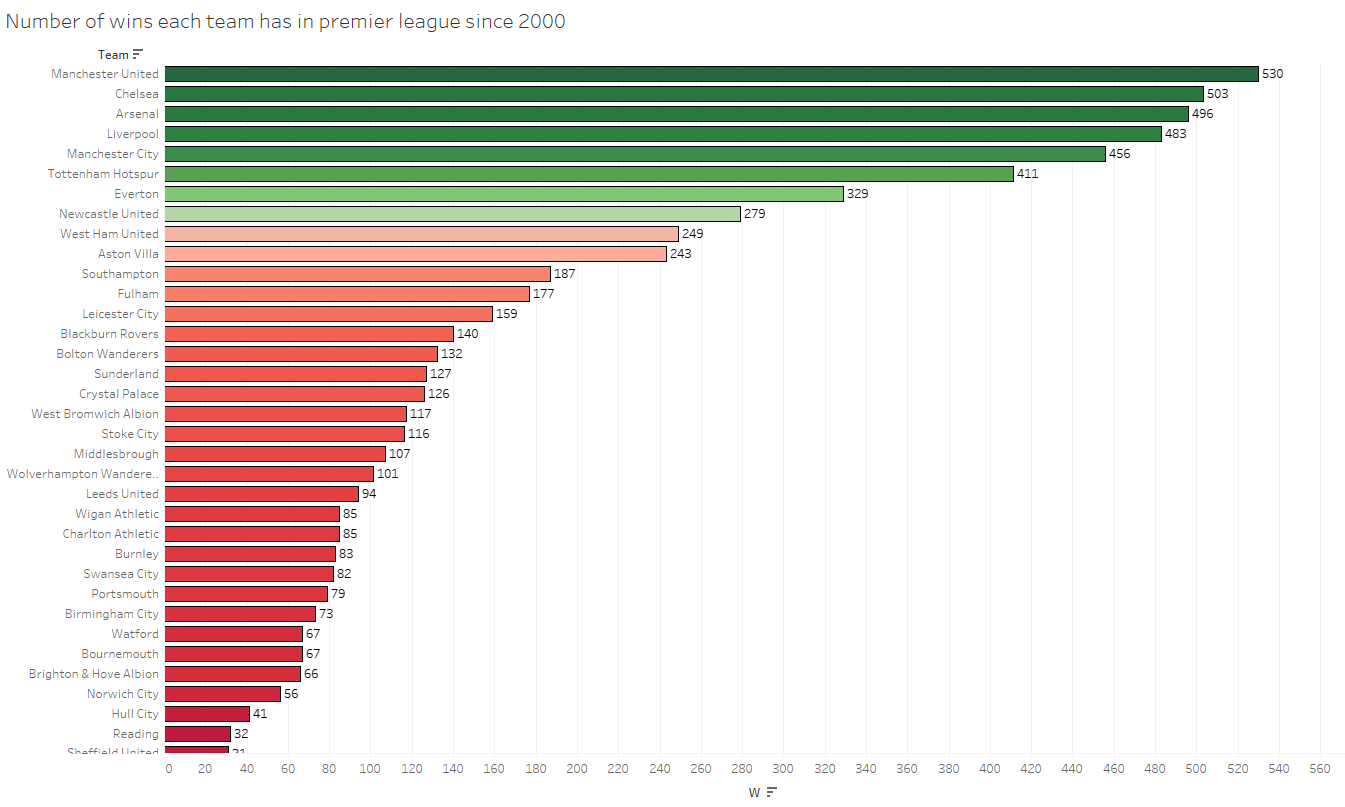 Number of wins each team has in premier league since 2000
Team
Manchester United 530
Chelsea 503
Arsenal 496
Liverpool 483
Manchester City 456
Tottenham Hotspur 411
Everton 329
Newcastle United 279
West Ham United 249
Aston Villa 243
Southampton 187
Fulham 177
Leicester City 159
Blackburn Rovers 140
Bolton Wanderers 132
Sunderland 127
Crystal Palace 126
West Bromwich Albion 117
Stoke City 116
Middlesbrough 107
Wolverhampton Wandere.. 101
Leeds United 94
Wigan Athletic 85
Charlton Athletic 85
Burnley 83
Swansea City 82
Portsmouth 79
Birmingham City 73
Watford 67
Bournemouth 67
Brighton & Hove Albion 66
Norwich City 56
Hull City 41
Reading 32
Sheffield United 31
0 20 40 60 80 100 120 140 160 180 200 220 240 260 280 300 320 340 360 380 400 420 440 460 480 500 520 540 560
W